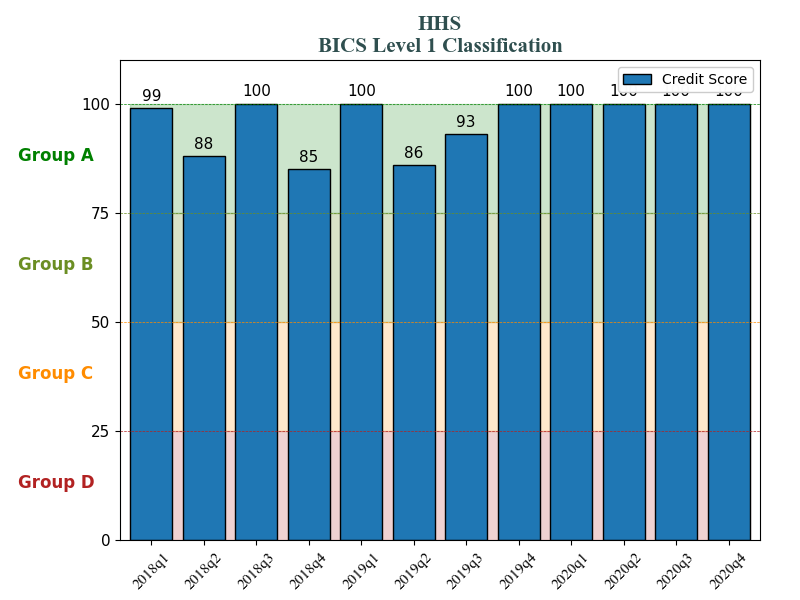 HHS
BICS Level 1 Classification
Credit Score
99 88 100 85 100 86 93 100 100 100 100 100
100
Group A
75
Group B
50
Group C
25
Group D
0
2018q1 2018q2 2018q3 2018q4 2019q1 2019q2 2019q3 2019q4 2020q1 2020q2 2020q3 2020q4